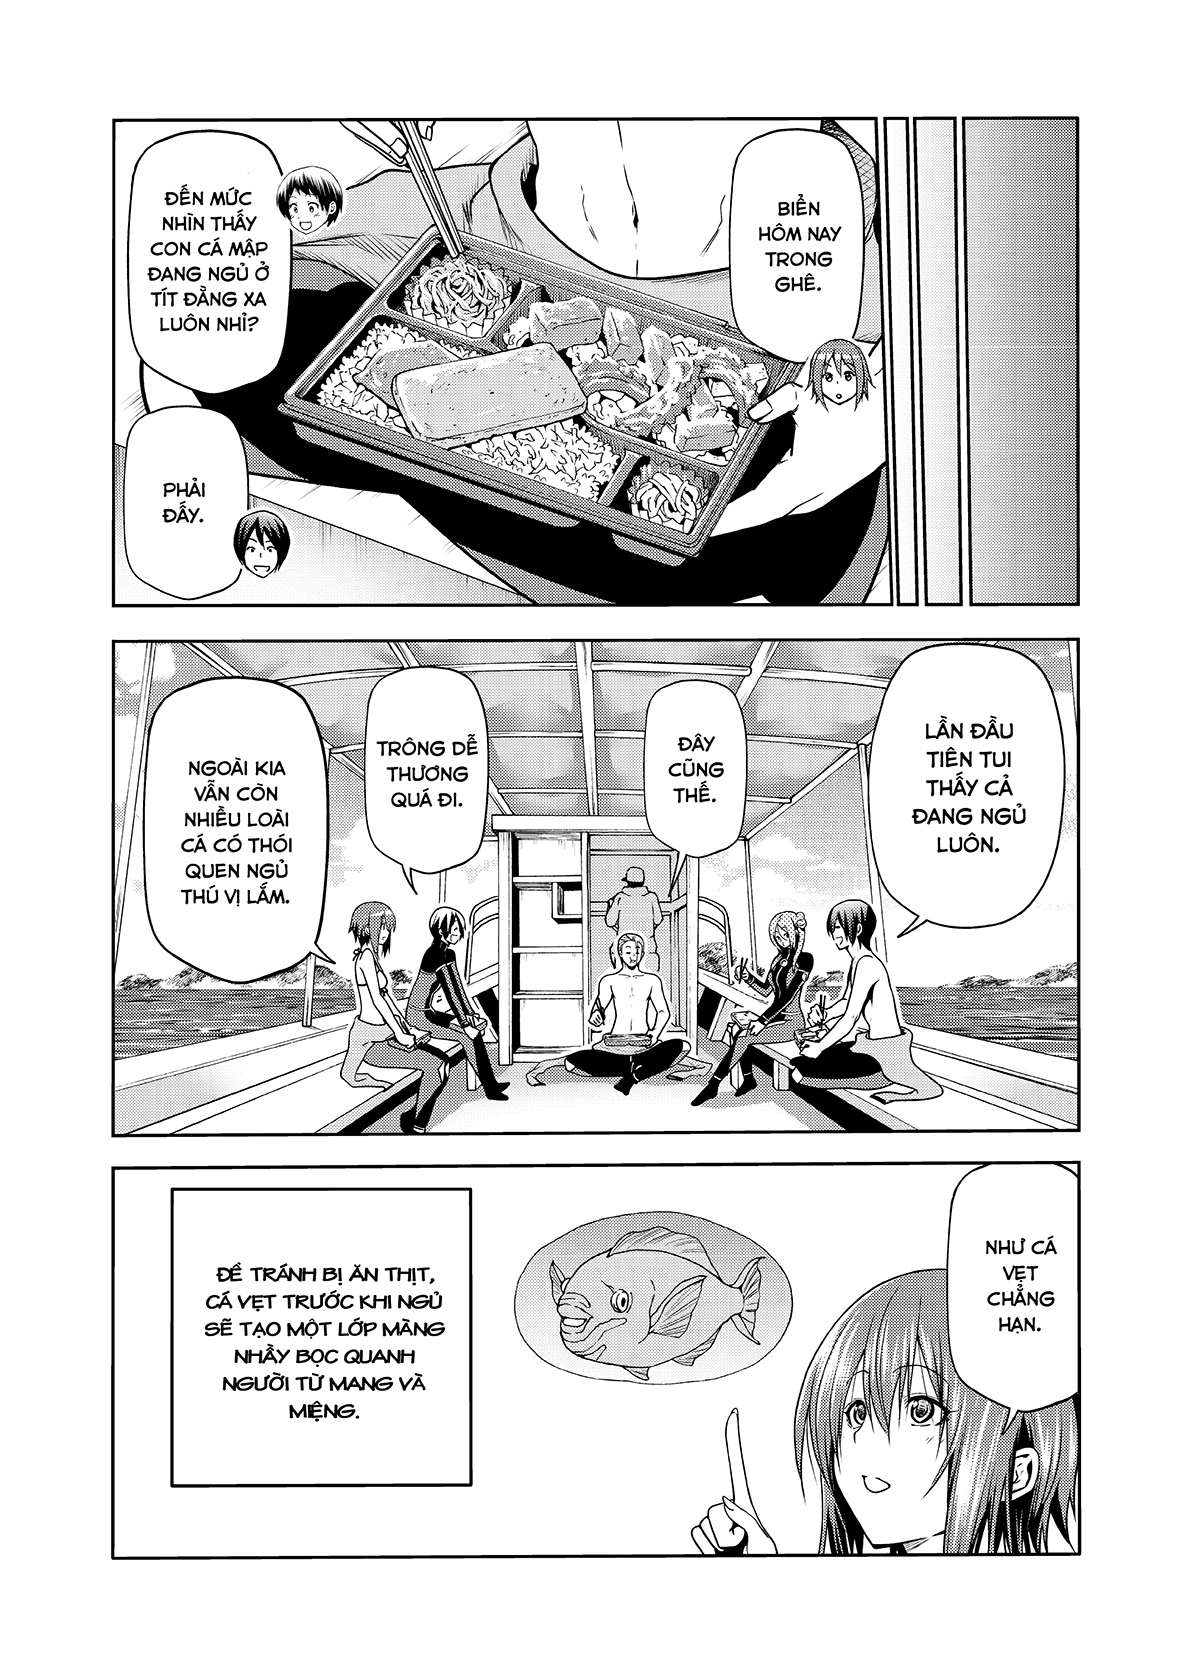 BIỂN
HÔM NAY
TRONG
GHÊ.
ĐẾN MỨC
NHÌN THẤY
CON CÁ MẬP
ĐANG NGỦ Ở
TÍT ĐẰNG XA
LUÔN NHỈ?
PHẢI
ĐẤY.
LẦN ĐẦU
TIÊN TUI
THẤY CẢ
ĐANG NGỦ
LUÔN.
ĐÂY
CŨNG
THẾ.
TRÔNG DỄ
THƯƠNG
QUÁ ĐI.
NGOÀI KIA
VẪN CÒN
NHIỀU LOÀI
CÁ CÓ THÓI
QUEN NGỦ
THÚ VỊ LẮM.
NHƯ CÁ
VẸT
CHẲNG
HẠN.
ĐỀ TRÁNH BỊ ĂN THỊT,
CÁ VẸT TRƯỚC KHI NGỦ
SẼ TẠO MỘT LỚP MÀNG
NHẦY BỌC QUANH
NGƯỜI TỪ MANG VÀ
MIỆNG.